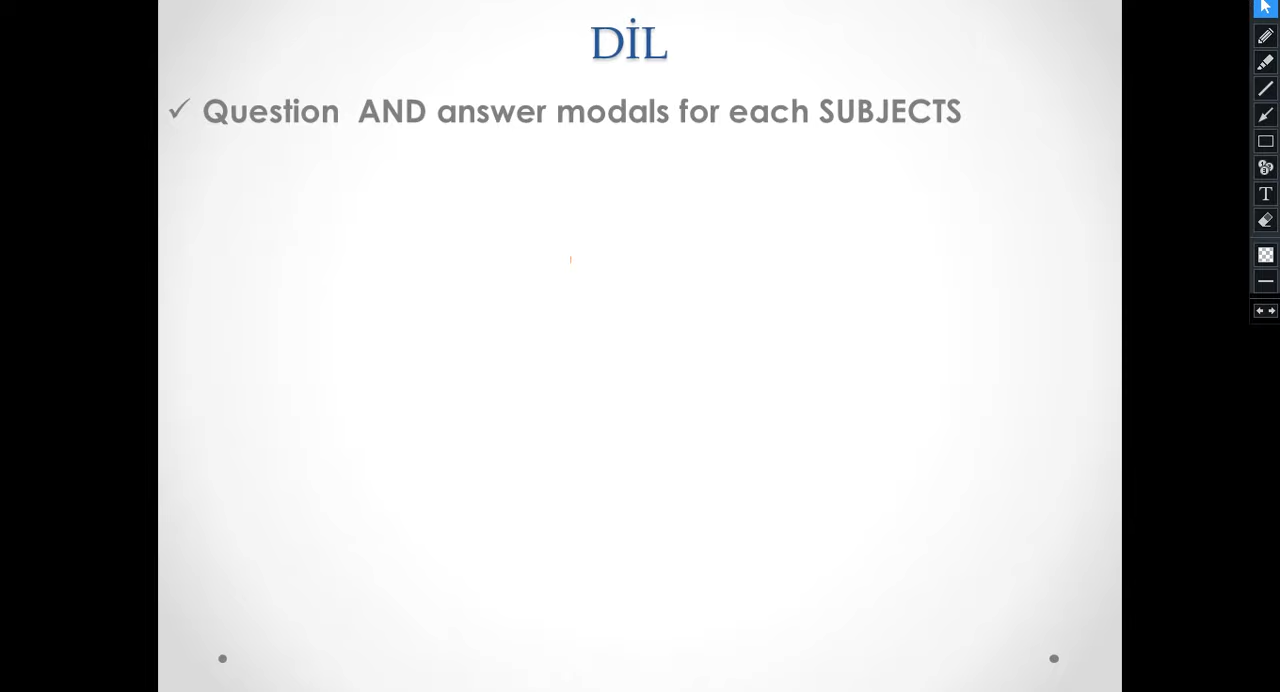 DİL
✓ Question AND answer modals for each SUBJECTS
T